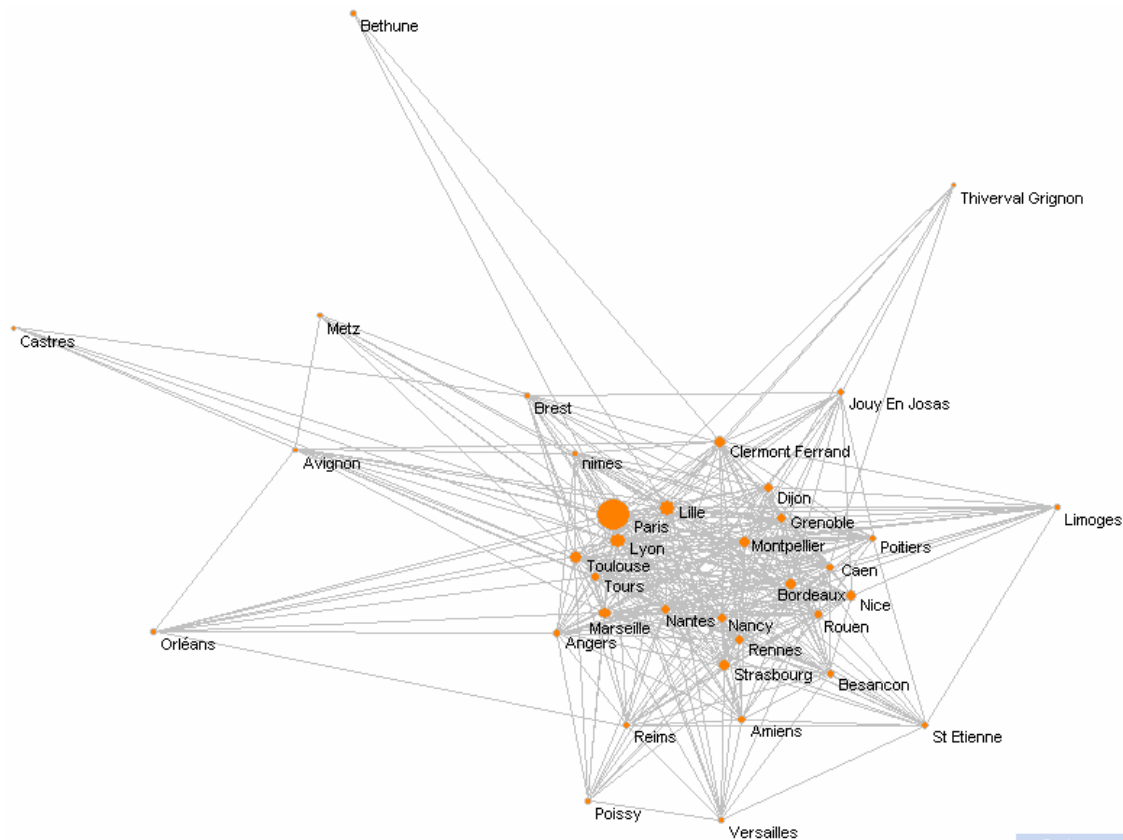 Bethune
Thiverval Grignon
Metz
Castres
Brest
Jouy En Josas
Clermont Ferrand
Avignon
nimes
Dijon
Lille
Paris
Grenoble
Limoges
Lyon
Montpellier
Poitiers
Toulouse
Caen
Tours
Bordeaux
Nice
Marseille
Nantes
Nancy
Rouen
Orléans
Angers
Rennes
Strasbourg
Besancon
Reims
Amiens
St Etienne
Poissy
Versailles